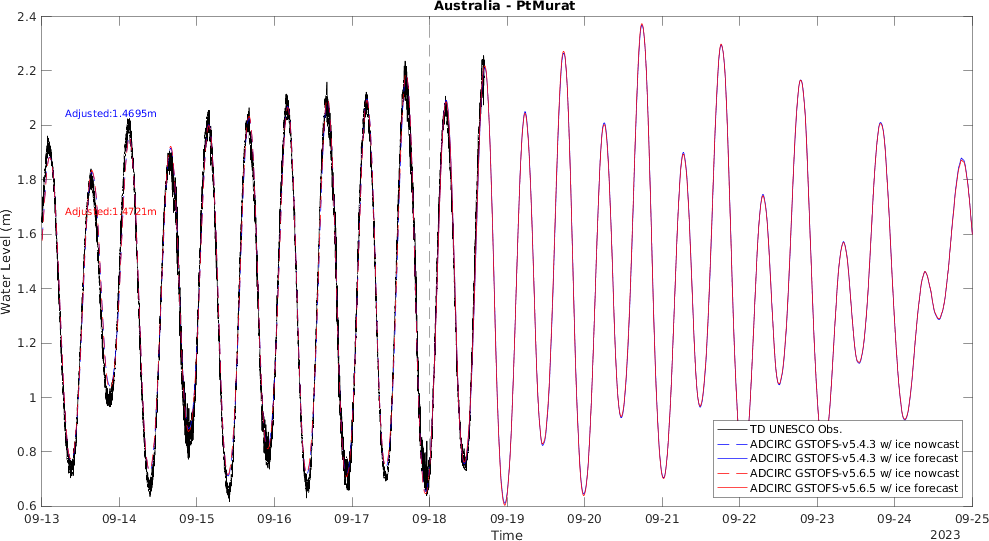 Australia - PtMurat
2.4
2.2
2
1.8
1.6
1.4
1.2
1
0.8
0.6
Water Level (m)
Adjusted:1.4695m
Adjusted:1.4721m
TD UNESCO Obs.
ADCIRC GSTOFS-v5.4.3 w/ ice nowcast
ADCIRC GSTOFS-v5.4.3 w/ ice forecast
ADCIRC GSTOFS-v5.6.5 w/ ice nowcast
ADCIRC GSTOFS-v5.6.5 w/ ice forecast
09-13 09-14 09-15 09-16 09-17 09-18 09-19 09-20 09-21 09-22 09-23 09-24 09-25
Time
2023